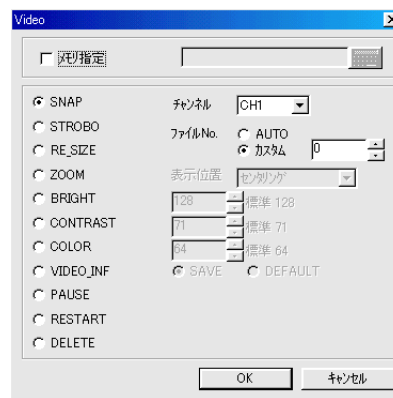 Video
ﾒﾓﾘ指定
SNAP
STROBO
RE_SIZE
ZOOM
BRIGHT
CONTRAST
COLOR
VIDEO_INF
PAUSE
RESTART
DELETE
ﾁｬﾝﾈﾙ CH1
ﾌｧｲﾙNo. AUTO
ｶｽﾀﾑ 0
表示位置 ｾﾝﾀﾘﾝｸﾞ
128 標準 128
71 標準 71
64 標準 64
SAVE DEFAULT
OK ｷｬﾝｾﾙ